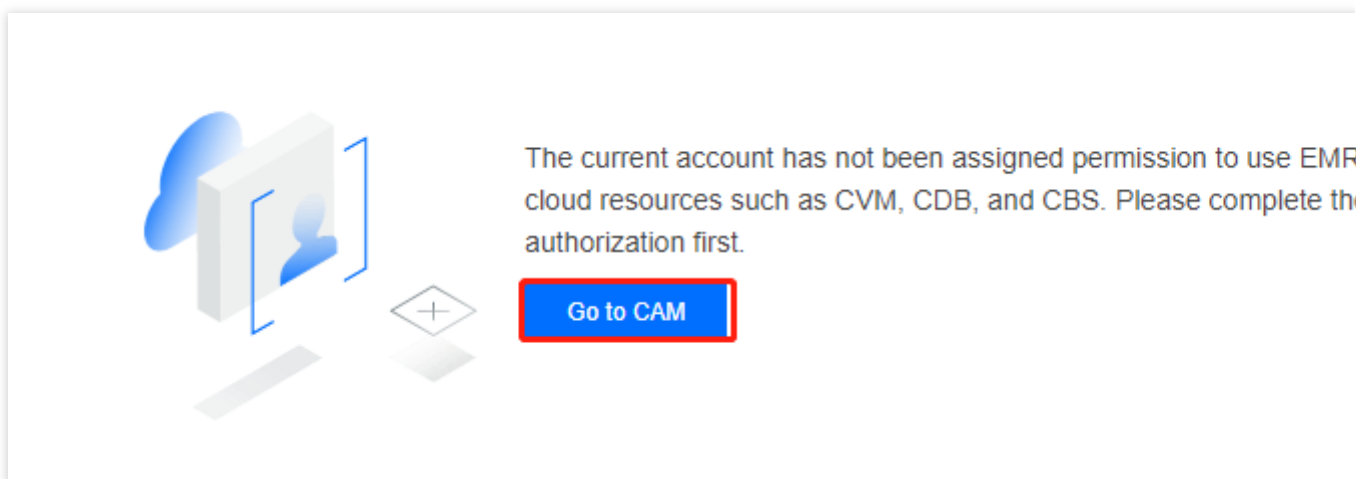 The current account has not been assigned permission to use EMR
cloud resources such as CVM, CDB, and CBS. Please complete the
authorization first.
Go to CAM